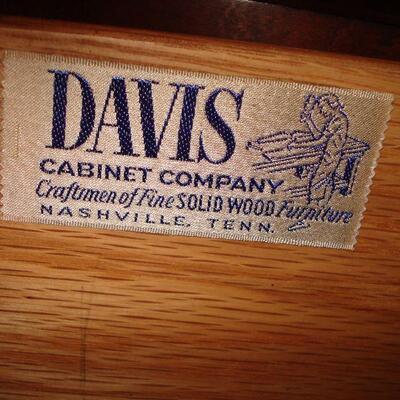 DAVIS
CABINET COMPANY
Craftsmen of Fine SOLID WOOD Furniture
NASHVILLE, TENN.